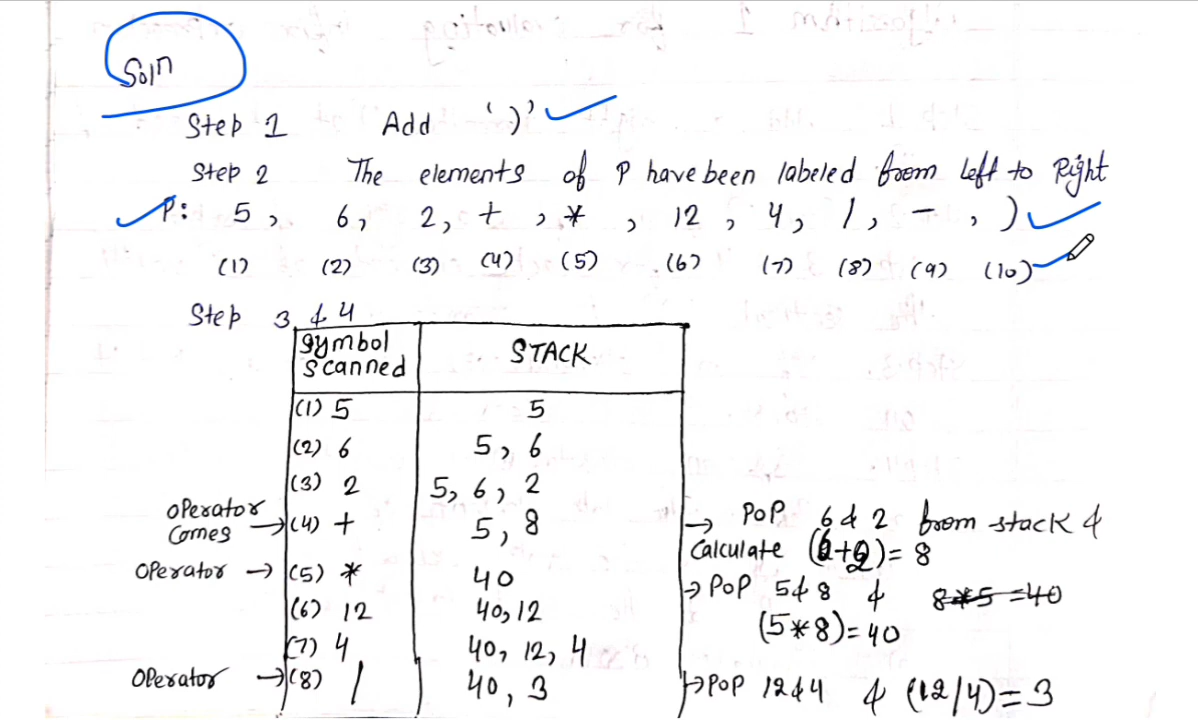 Soln
Step 1 Add ')'
Step 2 The elements of P have been labeled from left to Right
P: 5, 6, 2, + , * , 12 , 4, /, - , )
(1) (2) (3) (4) (5) (6) (7) (8) (9) (10)
Step 3 & 4
Symbol Scanned STACK
(1) 5 5
(2) 6 5, 6
(3) 2 5, 6, 2
Operator Comes → (4) + 5, 8 → POP 6 & 2 from stack & Calculate (6+2) = 8
Operator → (5) * 40 → POP 5 & 8 & 8*5 = 40
(5*8) = 40
(6) 12 40, 12
(7) 4 40, 12, 4
Operator → (8) / 40, 3 → POP 12 & 4 & (12/4) = 3